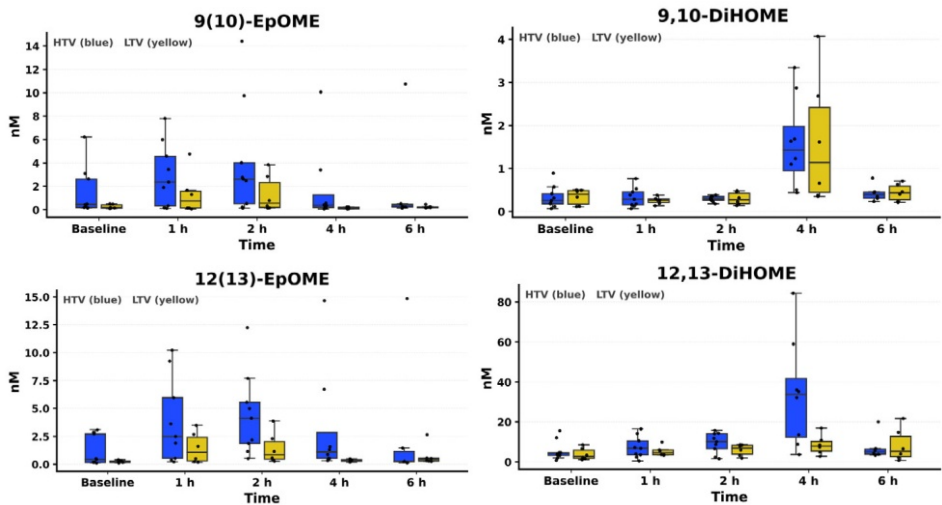 9(10)-EpOME
HTV (blue) LTV (yellow)
14
12
10
8
6
4
2
0
nM
Baseline 1 h 2 h 4 h 6 h
Time
9,10-DiHOME
HTV (blue) LTV (yellow)
4
3
2
1
0
nM
Baseline 1 h 2 h 4 h 6 h
Time
12(13)-EpOME
HTV (blue) LTV (yellow)
15.0
12.5
10.0
7.5
5.0
2.5
0.0
nM
Baseline 1 h 2 h 4 h 6 h
Time
12,13-DiHOME
HTV (blue) LTV (yellow)
80
60
40
20
0
nM
Baseline 1 h 2 h 4 h 6 h
Time